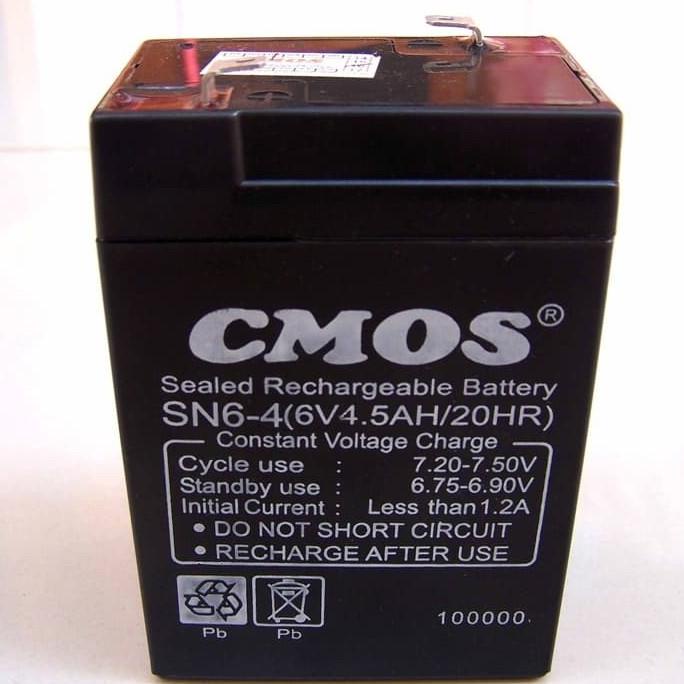 CMOS®
Sealed Rechargeable Battery
SN6-4(6V4.5AH/20HR)
Constant Voltage Charge
Cycle use : 7.20-7.50V
Standby use : 6.75-6.90V
Initial Current : Less than 1.2A
• DO NOT SHORT CIRCUIT
• RECHARGE AFTER USE
Pb Pb
100000